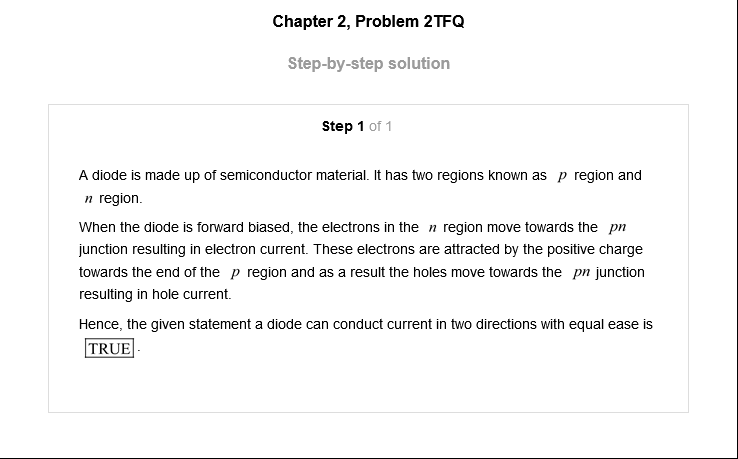 Chapter 2, Problem 2TFQ
Step-by-step solution
Step 1 of 1
A diode is made up of semiconductor material. It has two regions known as p region and
n region.
When the diode is forward biased, the electrons in the n region move towards the pn
junction resulting in electron current. These electrons are attracted by the positive charge
towards the end of the p region and as a result the holes move towards the pn junction
resulting in hole current.
Hence, the given statement a diode can conduct current in two directions with equal ease is
TRUE .